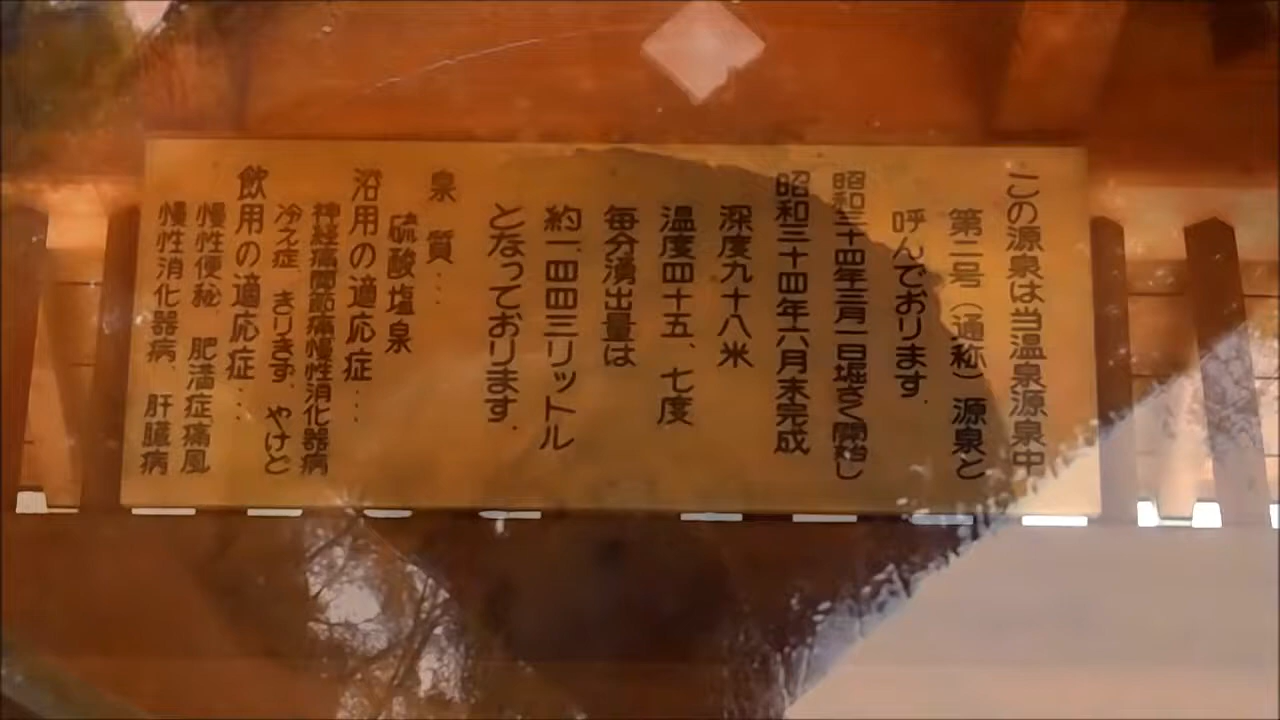 この源泉は当温泉源泉中
第二号（通称）源泉と
呼んでおります.
昭和三十四年三月一日堀さく開始し
昭和三十四年六月末完成
深度九十八米
温度四十五、七度
毎分湧出量は
約一、四四三リットル
となっております.
泉　質...
硫酸塩泉
浴用の適応症...
神経痛関節痛慢性消化器病
冷え症、きりきず、やけど
飲用の適応症...
慢性便秘、肥満症痛風
慢性消化器病、肝臓病